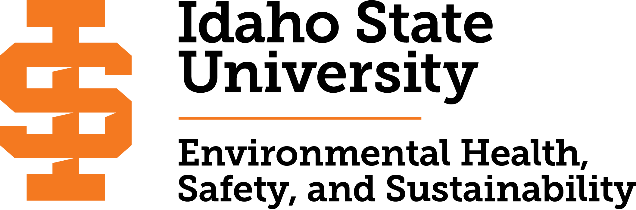 Idaho State
University
Environmental Health,
Safety, and Sustainability